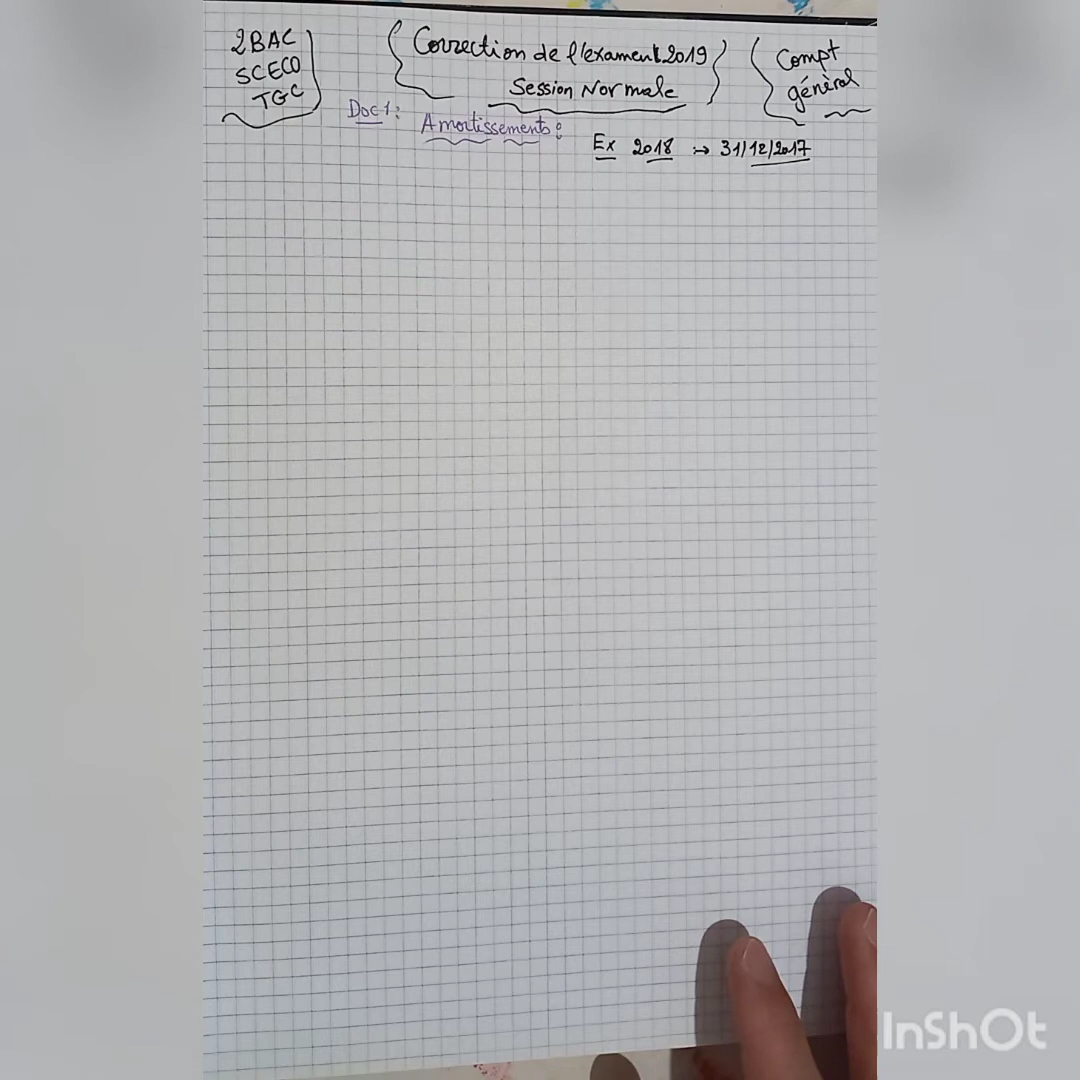 2BAC
SCECO
TGC
Correction de l'examen 2019
Session Normale
Compt
général
Doc1:
Amortissements:
Ex 2018 → 31/12/2017
InShOt